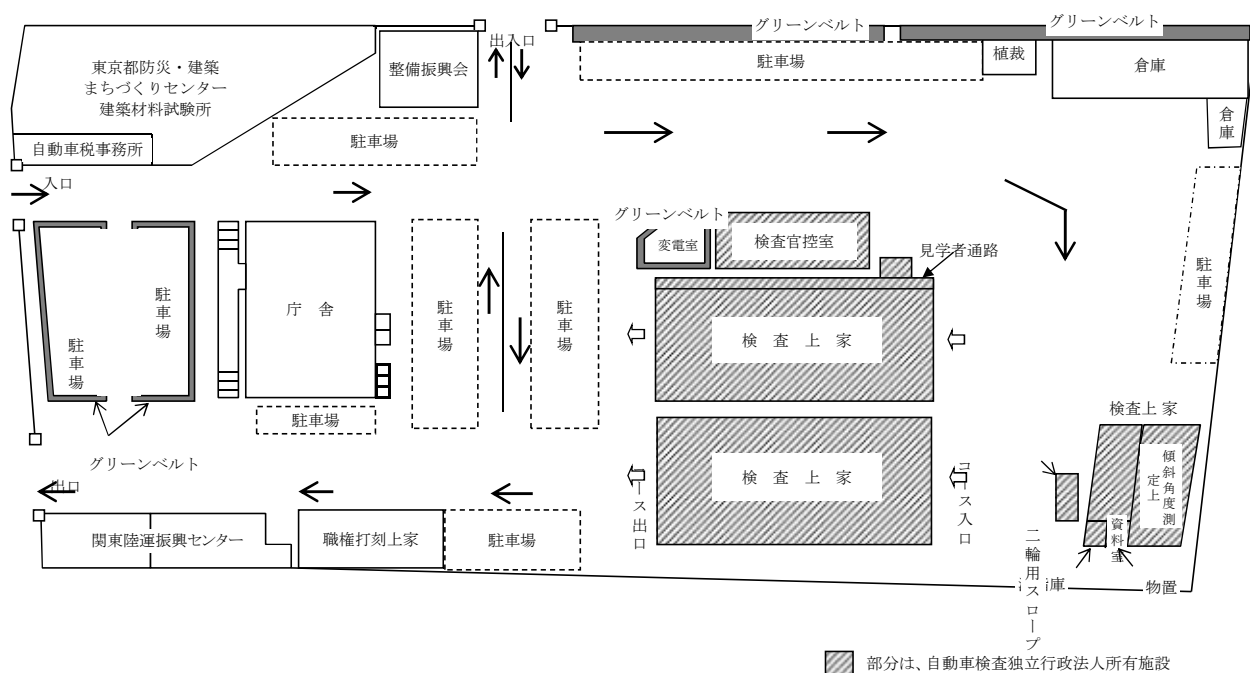 グリーンベルト
グリーンベルト
出入口
東京都防災・建築
まちづくりセンター
建築材料試験所
整備振興会
駐車場
植裁
倉庫
倉庫
駐車場
自動車税事務所
入口
グリーンベルト
変電室
検査官控室
見学者通路
駐車場
駐車場
駐車場
庁 舎
駐車場
駐車場
検 査 上 家
駐車場
検査上家
グリーンベルト
検 査 上 家
傾斜角度測
定上
出口
コース入口
資料室
関東陸運振興センター
職権打刻上家
駐車場
ース出口
二輪用スロープ
庫
物置
部分は、自動車検査独立行政法人所有施設